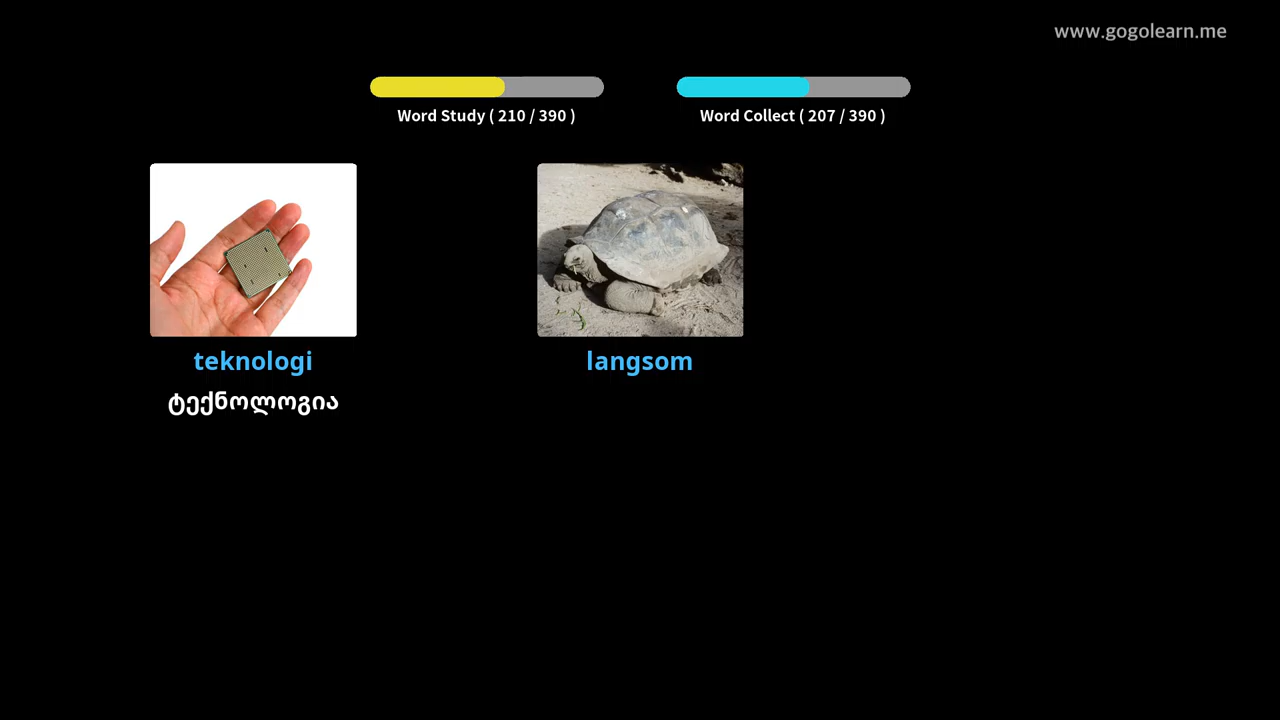 www.gogolearn.me
Word Study ( 210 / 390 )
Word Collect ( 207 / 390 )
teknologi
ტექნოლოგია
langsom